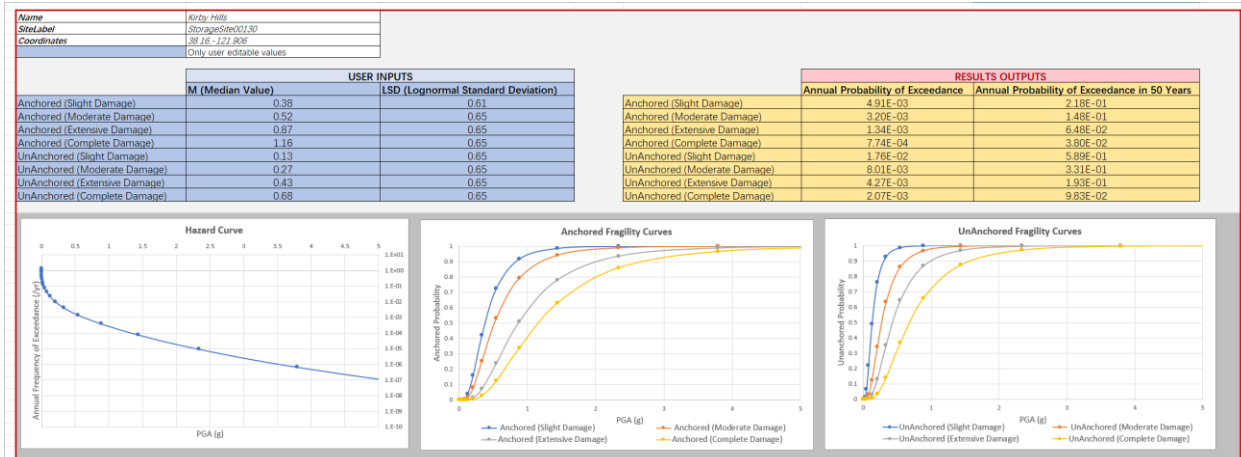 Name Kirby Hills
SiteLabel StorageSite00130
Coordinates 38.16,-121.906
Only user editable values
USER INPUTS
M (Median Value) LSD (Lognormal Standard Deviation)
Anchored (Slight Damage) 0.38 0.61
Anchored (Moderate Damage) 0.52 0.65
Anchored (Extensive Damage) 0.87 0.65
Anchored (Complete Damage) 1.16 0.65
UnAnchored (Slight Damage) 0.13 0.65
UnAnchored (Moderate Damage) 0.27 0.65
UnAnchored (Extensive Damage) 0.43 0.65
UnAnchored (Complete Damage) 0.68 0.65
RESULTS OUTPUTS
Annual Probability of Exceedance Annual Probability of Exceedance in 50 Years
Anchored (Slight Damage) 4.91E-03 2.18E-01
Anchored (Moderate Damage) 3.20E-03 1.48E-01
Anchored (Extensive Damage) 1.34E-03 6.48E-02
Anchored (Complete Damage) 7.74E-04 3.80E-02
UnAnchored (Slight Damage) 1.76E-02 5.89E-01
UnAnchored (Moderate Damage) 8.01E-03 3.31E-01
UnAnchored (Extensive Damage) 4.27E-03 1.93E-01
UnAnchored (Complete Damage) 2.07E-03 9.83E-02
Hazard Curve
0 0.5 1 1.5 2 2.5 3 3.5 4 4.5 5
1.E+01
1.E+00
1.E-01
1.E-02
1.E-03
1.E-04
1.E-05
1.E-06
1.E-07
1.E-08
1.E-09
1.E-10
Annual Frequency of Exceedance (/yr)
PGA (g)
Anchored Fragility Curves
1
0.9
0.8
0.7
0.6
0.5
0.4
0.3
0.2
0.1
0
Anchored Probability
0 1 2 3 4 5
PGA (g)
Anchored (Slight Damage) Anchored (Moderate Damage)
Anchored (Extensive Damage) Anchored (Complete Damage)
UnAnchored Fragility Curves
1
0.9
0.8
0.7
0.6
0.5
0.4
0.3
0.2
0.1
0
Unanchored Probability
0 1 2 3 4 5
PGA (g)
UnAnchored (Slight Damage) UnAnchored (Moderate Damage)
UnAnchored (Extensive Damage) UnAnchored (Complete Damage)